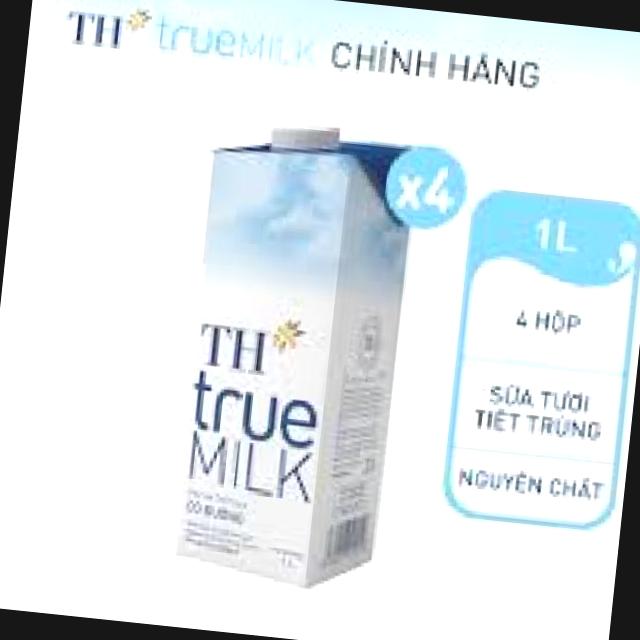 TH true MILK CHÍNH HÃNG
x4
1L
4 HỘP
SỮA TƯƠI
TIỆT TRÙNG
NGUYÊN CHẤT
TH
true
MILK
CÓ ĐƯỜNG
1L